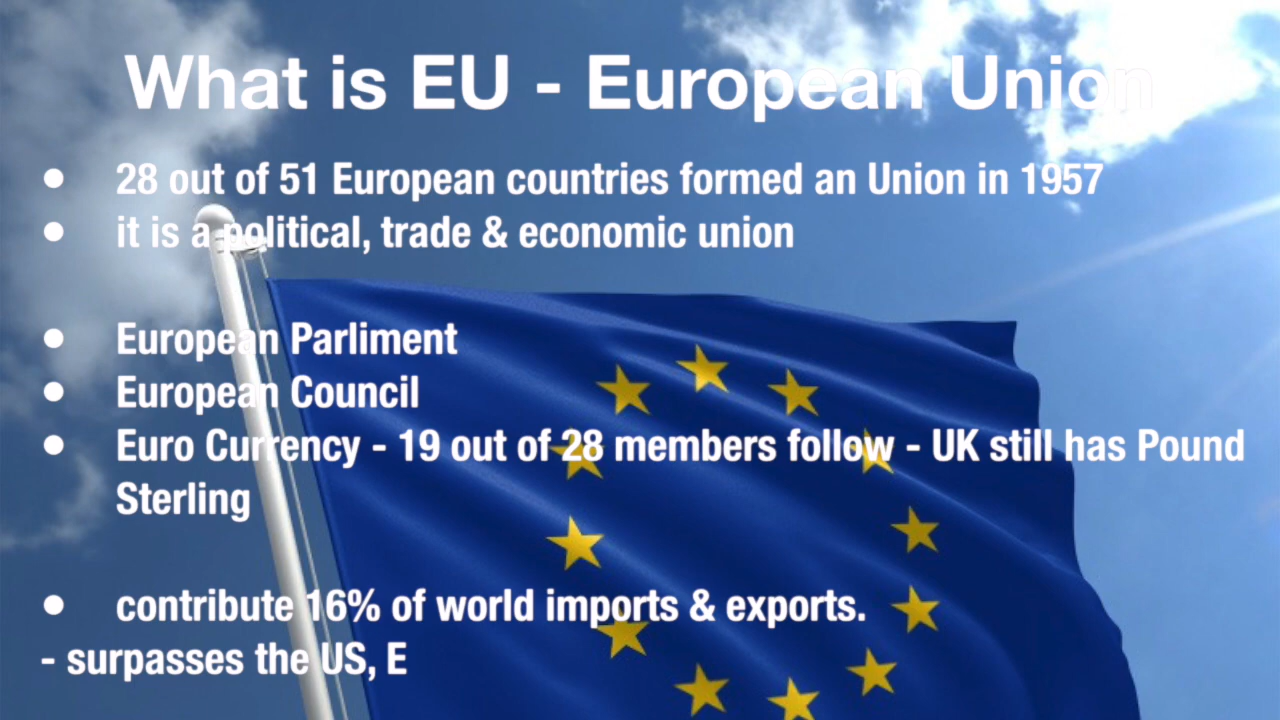 What is EU - European Union
• 28 out of 51 European countries formed an Union in 1957
• it is a political, trade & economic union
• European Parliment
• European Council
• Euro Currency - 19 out of 28 members follow - UK still has Pound
Sterling
• contribute 16% of world imports & exports.
- surpasses the US, E